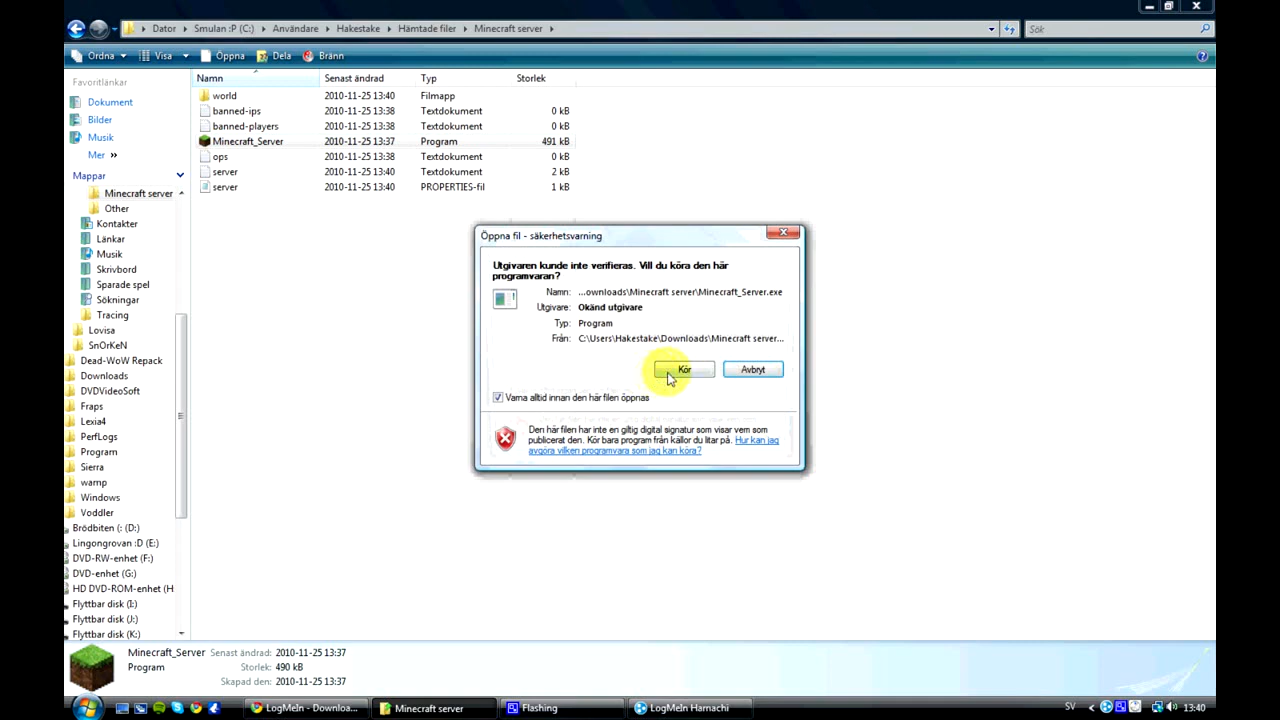 Dator Smulan :P (C:) Användare Hakestake Hämtade filer Minecraft server
Sök
Ordna Visa Öppna Dela Bränn
Favoritlänkar
Dokument
Bilder
Musik
Mer »
Mappar
Minecraft server
Other
Kontakter
Länkar
Musik
Skrivbord
Sparade spel
Sökningar
Tracing
Lovisa
SnOrKeN
Dead-WoW Repack
Downloads
DVDVideoSoft
Fraps
Lexia4
PerfLogs
Program
Sierra
wamp
Windows
Voddler
Brödbiten (: (D:)
Lingongrovan :D (E:)
DVD-RW-enhet (F:)
DVD-enhet (G:)
HD DVD-ROM-enhet (H
Flyttbar disk (I:)
Flyttbar disk (J:)
Flyttbar disk (K:)
Namn Senast ändrad Typ Storlek
world 2010-11-25 13:40 Filmapp
banned-ips 2010-11-25 13:38 Textdokument 0 kB
banned-players 2010-11-25 13:38 Textdokument 0 kB
Minecraft_Server 2010-11-25 13:37 Program 491 kB
ops 2010-11-25 13:38 Textdokument 0 kB
server 2010-11-25 13:40 Textdokument 2 kB
server 2010-11-25 13:40 PROPERTIES-fil 1 kB
Öppna fil - säkerhetsvarning
Utgivaren kunde inte verifieras. Vill du köra den här
programvaran?
Namn: ...ownloads\Minecraft server\Minecraft_Server.exe
Utgivare: Okänd utgivare
Typ: Program
Från: C:\Users\Hakestake\Downloads\Minecraft server...
Kör Avbryt
Varna alltid innan den här filen öppnas
Den här filen har inte en giltig digital signatur som visar vem som
publicerat den. Kör bara program från källor du litar på. Hur kan jag
avgöra vilken programvara som jag kan köra?
Minecraft_Server Senast ändrad: 2010-11-25 13:37
Program Storlek: 490 kB
Skapad den: 2010-11-25 13:37
LogMeIn - Downloa... Minecraft server Flashing LogMeIn Hamachi SV 13:40